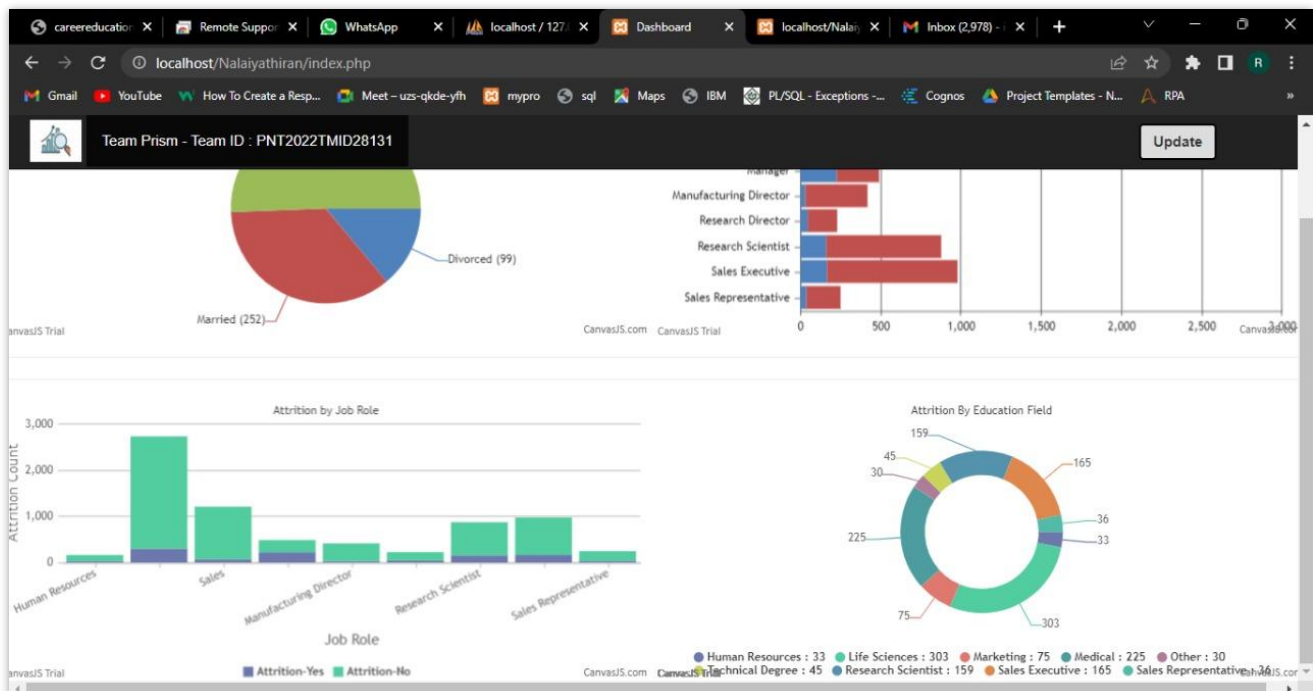 careereducation
Remote Suppor
WhatsApp
localhost / 127.
Dashboard
localhost/Nalaiy
Inbox (2,978) - i
localhost/Nalaiyathiran/index.php
R
Gmail
YouTube
How To Create a Resp...
Meet – uzs-qkde-yfh
mypro
sql
Maps
IBM
PL/SQL - Exceptions -...
Cognos
Project Templates - N...
RPA
»
Team Prism - Team ID : PNT2022TMID28131
Update
Divorced (99)
Married (252)
anvasJS Trial
CanvasJS.com
Manager
Manufacturing Director
Research Director
Research Scientist
Sales Executive
Sales Representative
0 500 1,000 1,500 2,000 2,500 3,000
CanvasJS Trial
CanvasJS.com
Attrition by Job Role
Attrition Count
3,000
2,000
1,000
0
Human Resources
Sales
Manufacturing Director
Research Scientist
Sales Representative
Job Role
Attrition-Yes Attrition-No
anvasJS Trial
CanvasJS.com
Attrition By Education Field
159
45
30
225
75
165
36
33
303
Human Resources : 33 Life Sciences : 303 Marketing : 75 Medical : 225 Other : 30
Technical Degree : 45 Research Scientist : 159 Sales Executive : 165 Sales Representative : 36